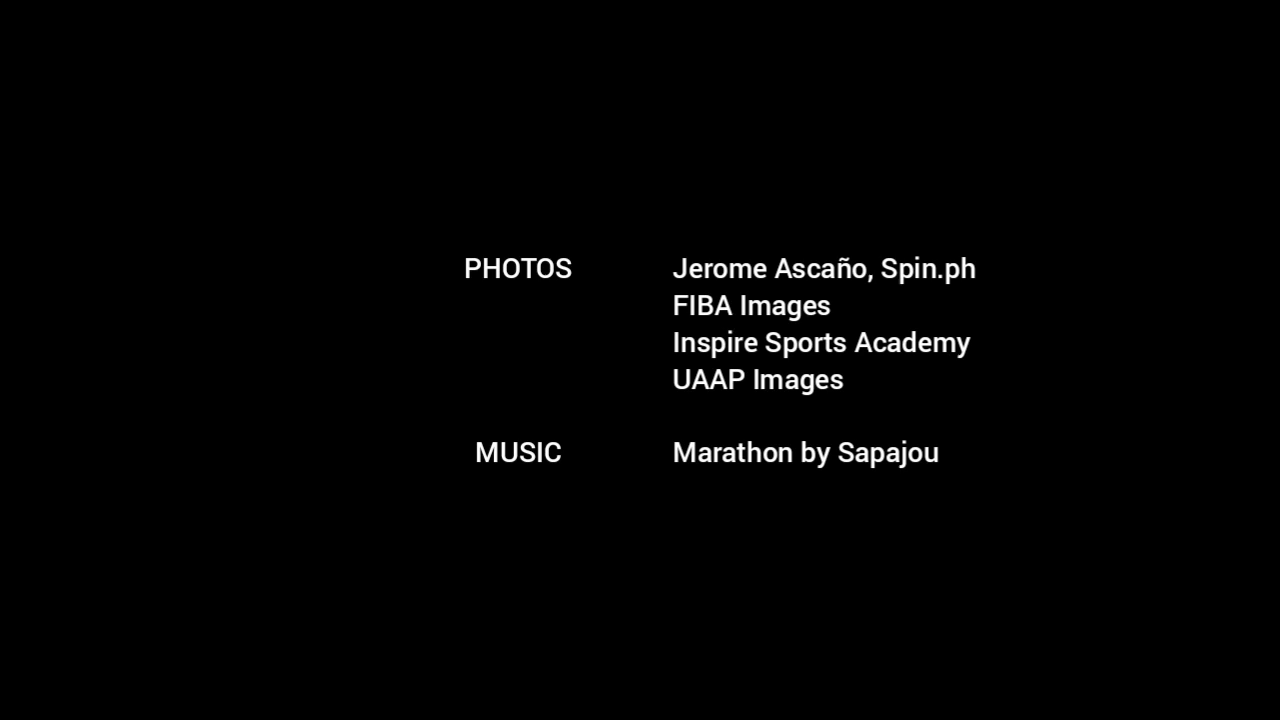 PHOTOS Jerome Ascaño, Spin.ph
FIBA Images
Inspire Sports Academy
UAAP Images
MUSIC Marathon by Sapajou